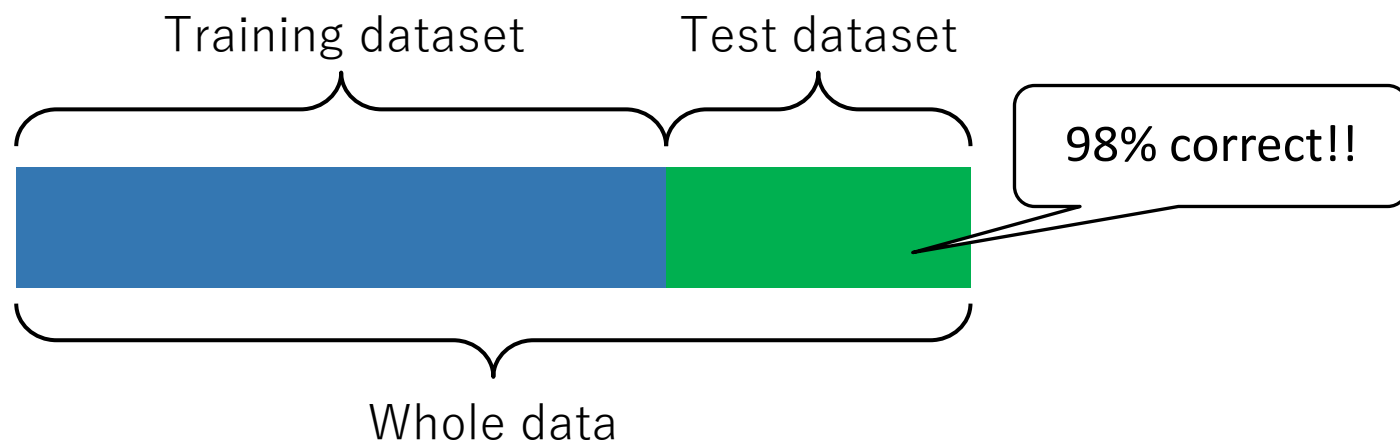 Training dataset
Test dataset
98% correct!!
Whole data